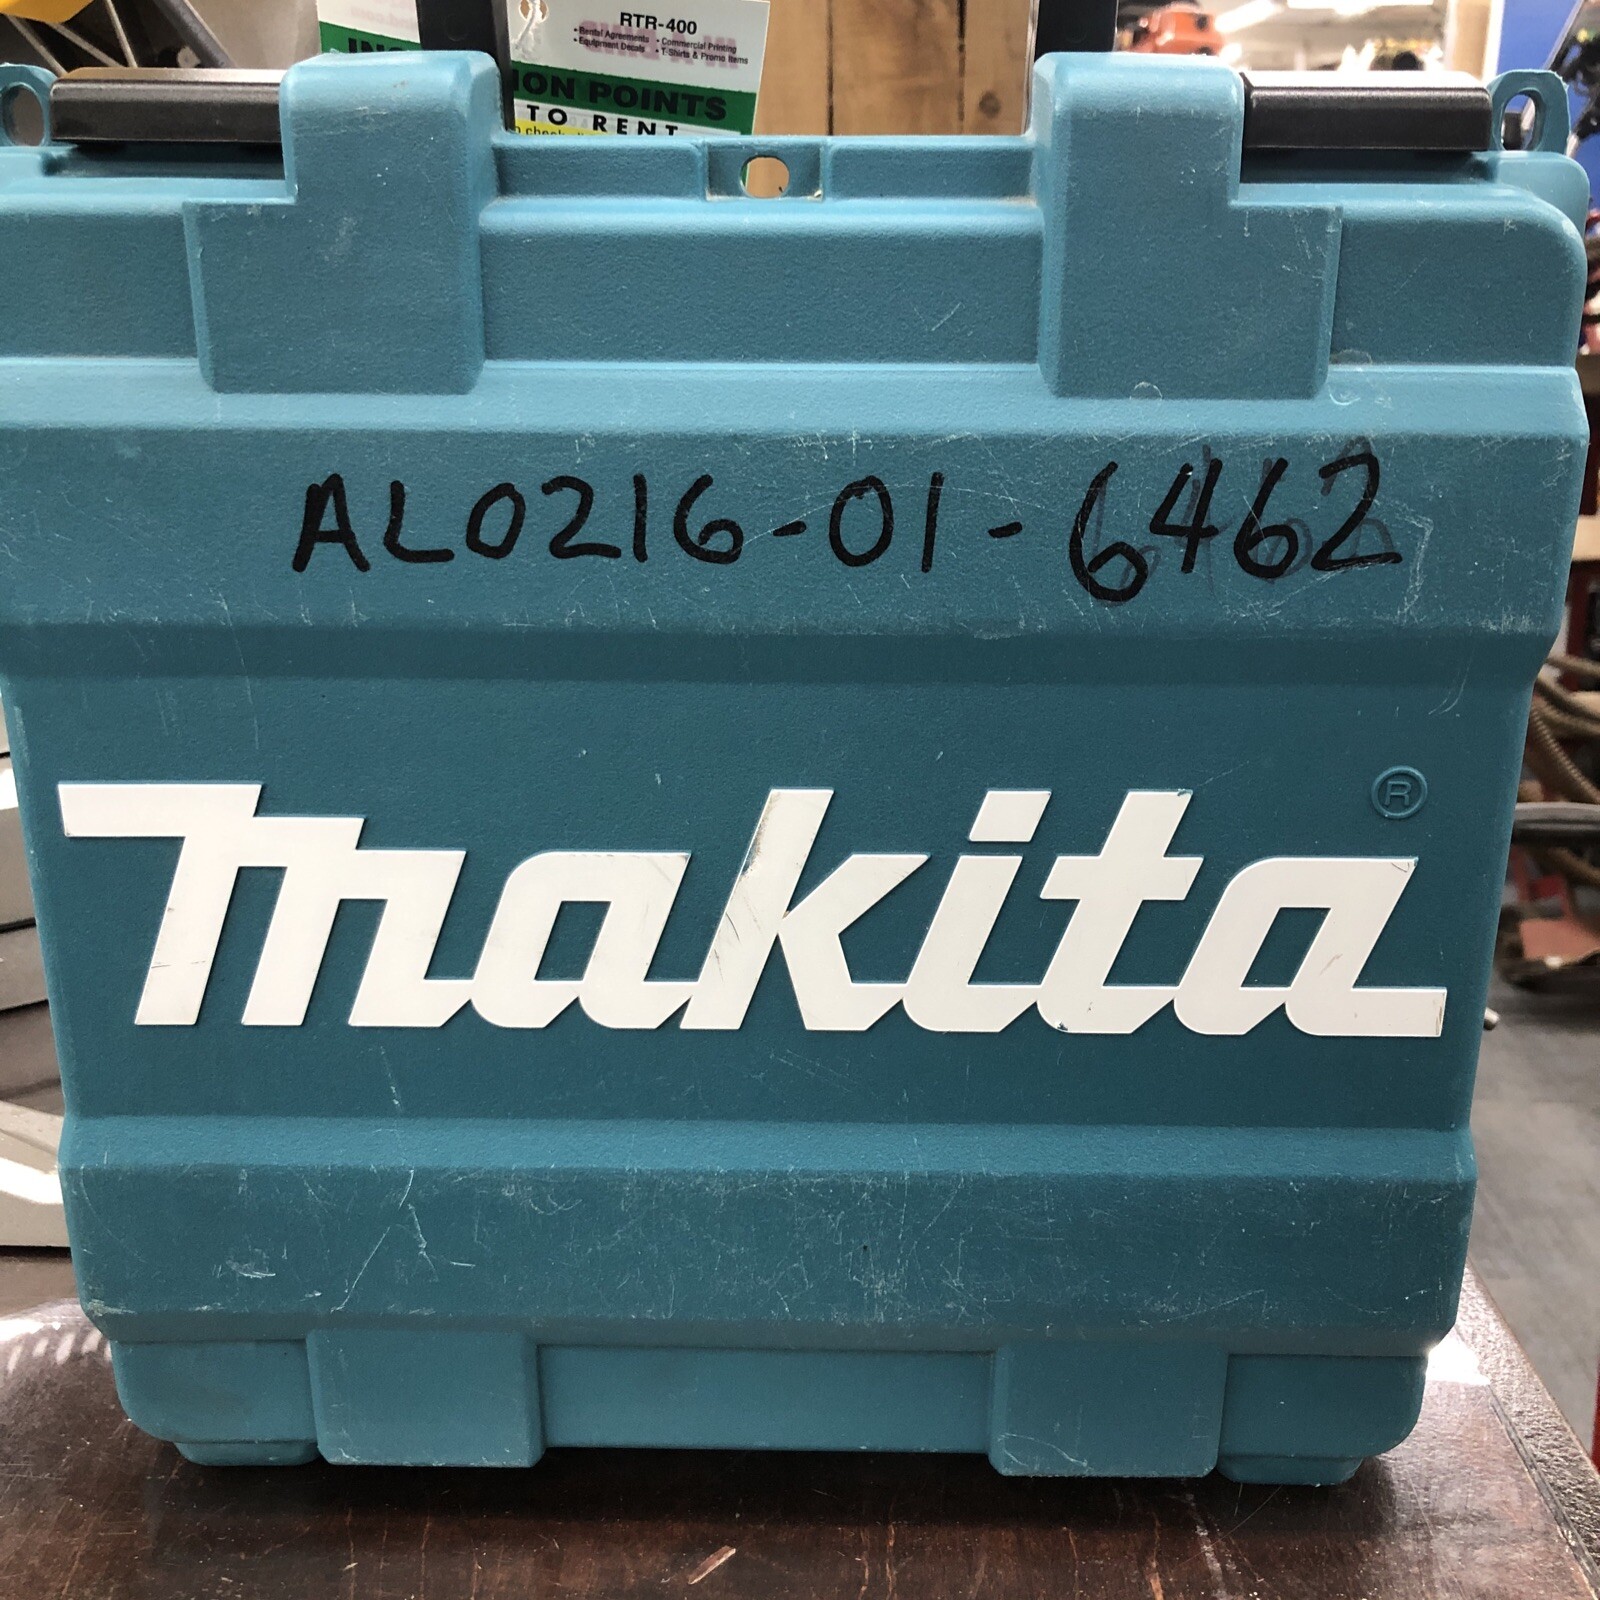 RTR-400
• Rental Agreements • Commercial Printing
• Equipment Decals • T-Shirts & Promo Items
ION POINTS
TO RENT
AL0216-01-6462
makita ®